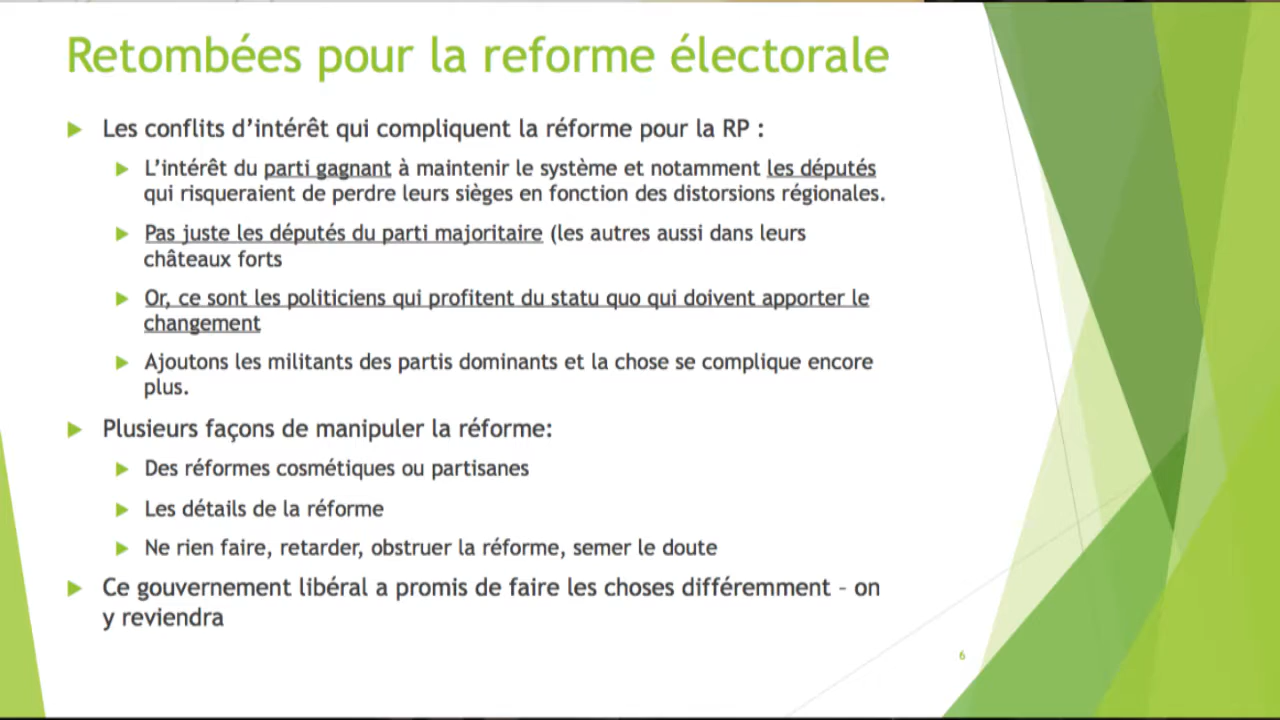 Retombées pour la reforme électorale
Les conflits d’intérêt qui compliquent la réforme pour la RP :
L’intérêt du parti gagnant à maintenir le système et notamment les députés
qui risqueraient de perdre leurs sièges en fonction des distorsions régionales.
Pas juste les députés du parti majoritaire (les autres aussi dans leurs
châteaux forts
Or, ce sont les politiciens qui profitent du statu quo qui doivent apporter le
changement
Ajoutons les militants des partis dominants et la chose se complique encore
plus.
Plusieurs façons de manipuler la réforme:
Des réformes cosmétiques ou partisanes
Les détails de la réforme
Ne rien faire, retarder, obstruer la réforme, semer le doute
Ce gouvernement libéral a promis de faire les choses différemment – on
y reviendra
6